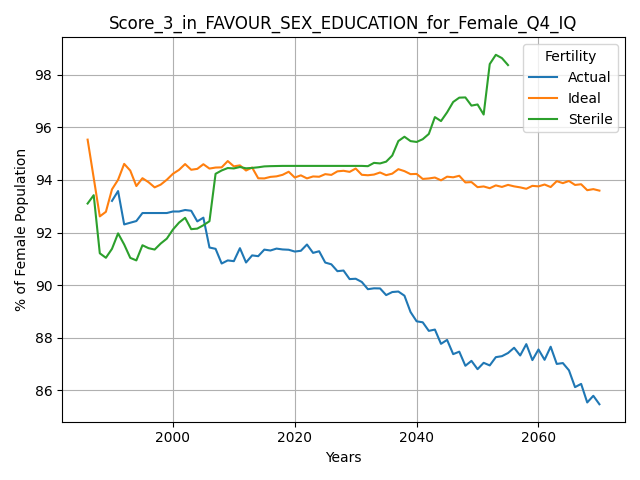 Score_3_in_FAVOUR_SEX_EDUCATION_for_Female_Q4_IQ
Fertility
Actual
Ideal
Sterile
% of Female Population
98
96
94
92
90
88
86
2000 2020 2040 2060
Years